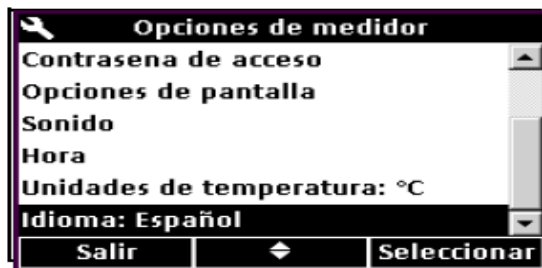 Opciones de medidor
Contrasena de acceso
Opciones de pantalla
Sonido
Hora
Unidades de temperatura: °C
Idioma: Español
Salir Seleccionar